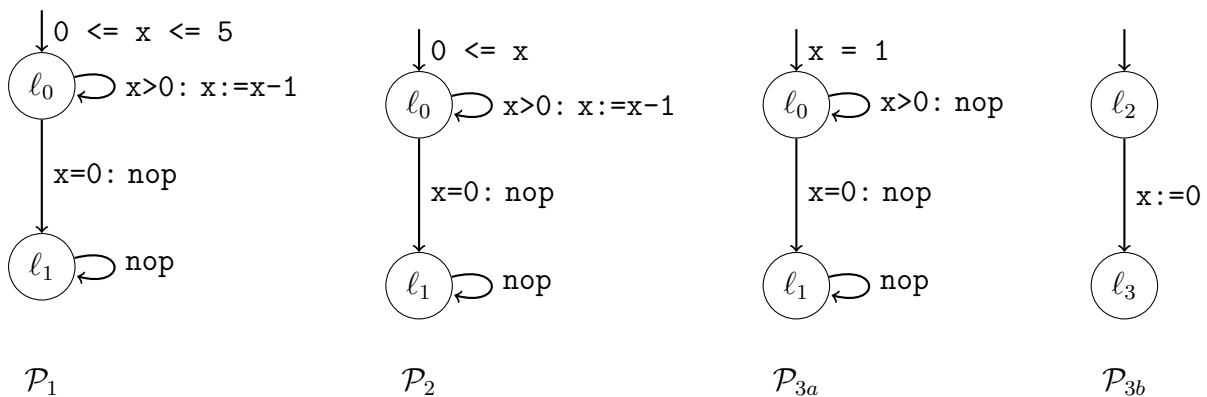 0 <= x <= 5
ℓ0
x>0: x:=x-1
x=0: nop
ℓ1
nop
P1
0 <= x
ℓ0
x>0: x:=x-1
x=0: nop
ℓ1
nop
P2
x = 1
ℓ0
x>0: nop
x=0: nop
ℓ1
nop
P3a
ℓ2
x:=0
ℓ3
P3b